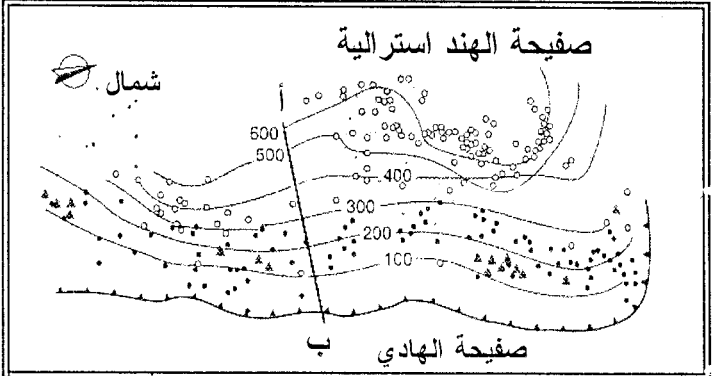 صفيحة الهند استرالية
شمال
أ
600
500
400
300
200
100
ب
صفيحة الهادي